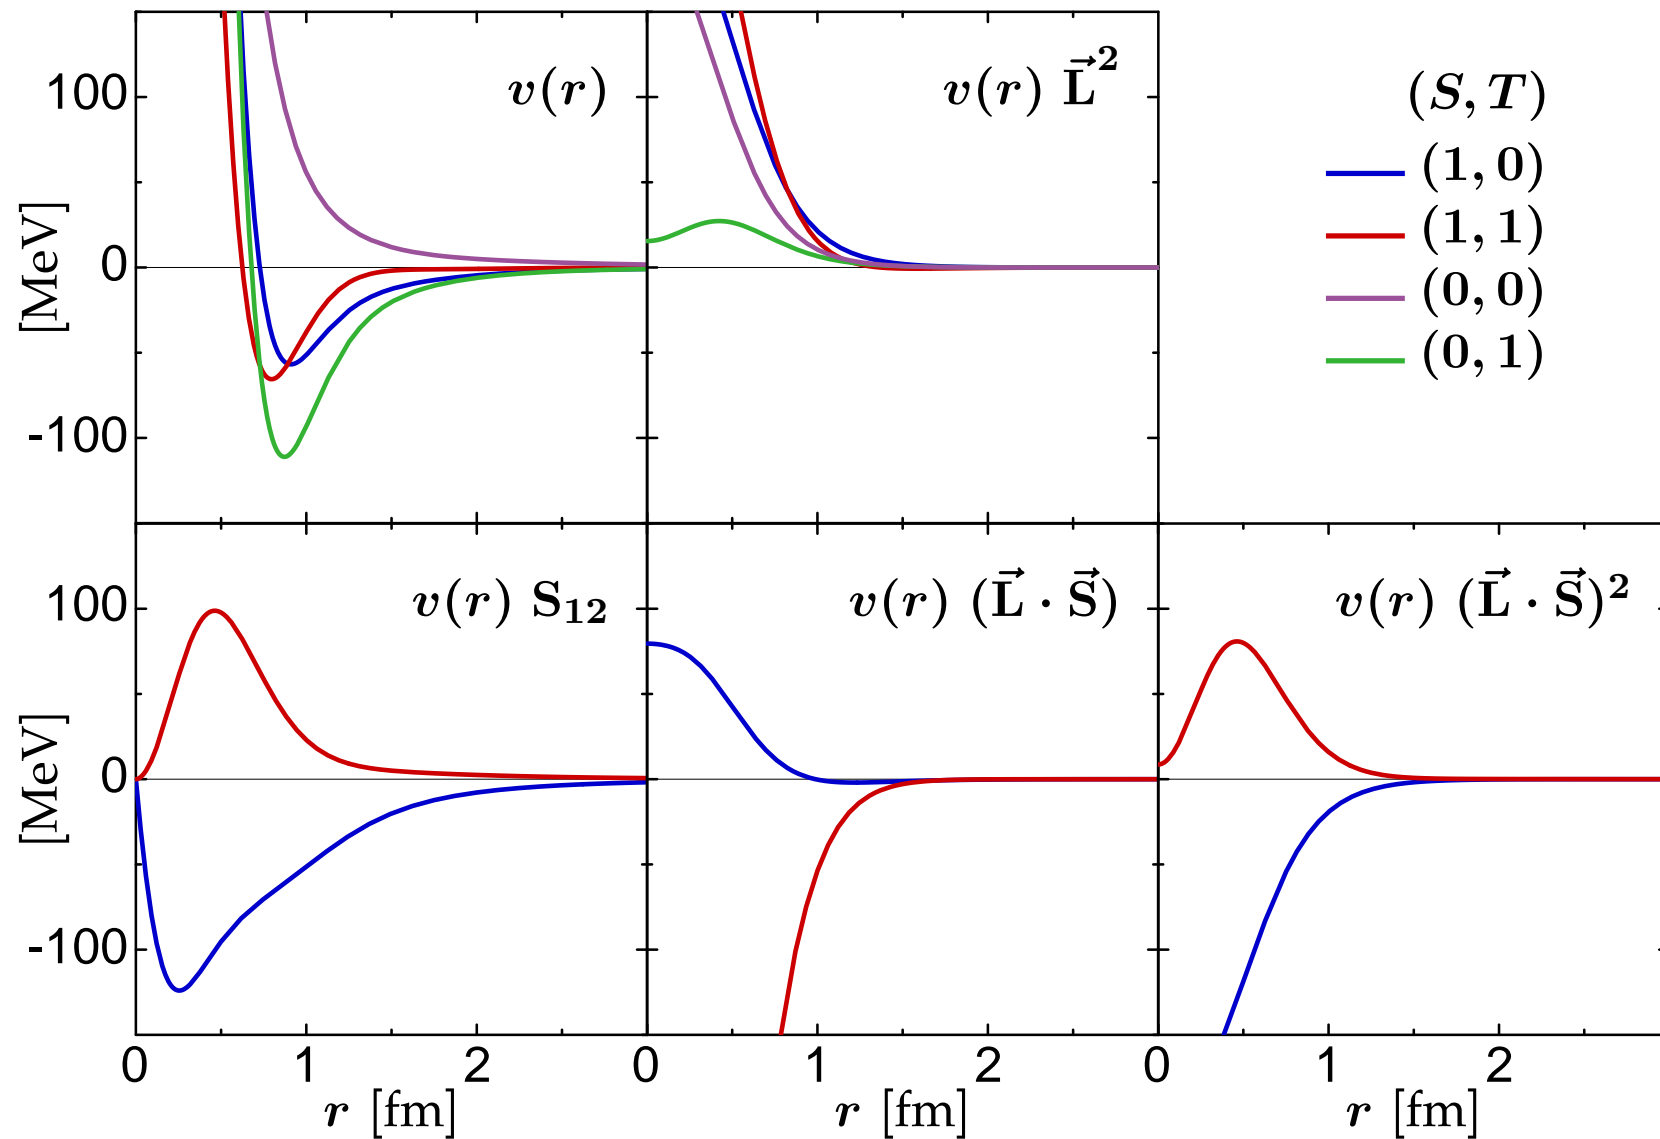 v(r)
v(r) L⃗²
(S, T)
(1, 0)
(1, 1)
(0, 0)
(0, 1)
100
0
-100
[MeV]
v(r) S₁₂
v(r) (L⃗ · S⃗)
v(r) (L⃗ · S⃗)²
100
0
-100
[MeV]
0 1 2 0 1 2 0 1 2
r [fm] r [fm] r [fm]